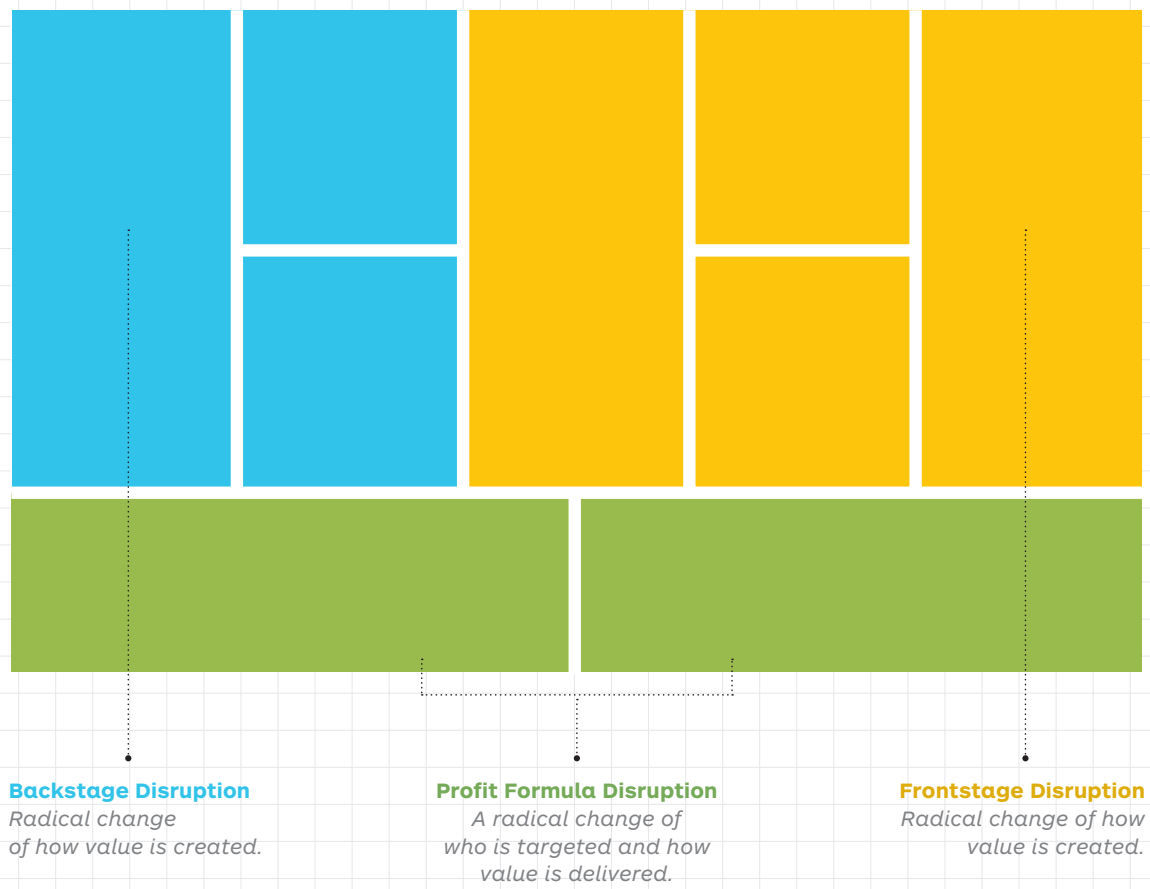 Backstage Disruption
Radical change
of how value is created.
Profit Formula Disruption
A radical change of
who is targeted and how
value is delivered.
Frontstage Disruption
Radical change of how
value is created.